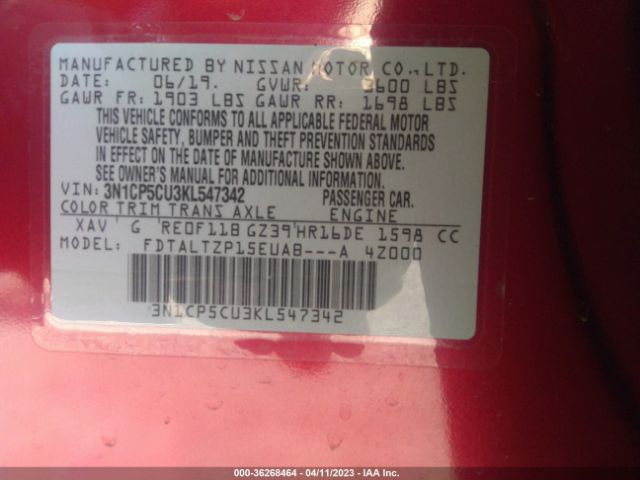 MANUFACTURED BY NISSAN MOTOR CO., LTD.
DATE: 06/19. GVWR: 3600 LBS
GAWR FR: 1903 LBS GAWR RR: 1698 LBS
THIS VEHICLE CONFORMS TO ALL APPLICABLE FEDERAL MOTOR
VEHICLE SAFETY, BUMPER AND THEFT PREVENTION STANDARDS
IN EFFECT ON THE DATE OF MANUFACTURE SHOWN ABOVE.
SEE OWNER'S MANUAL FOR ADDITIONAL INFORMATION.
VIN: 3N1CP5CU3KL547342 PASSENGER CAR.
COLOR TRIM TRANS AXLE ENGINE
XAV G RE0F11B GZ39 HR16DE 1598 CC
MODEL: FDTALTZP15EUAB---A 4Z000
3N1CP5CU3KL547342
000-36268464 - 04/11/2023 - IAA Inc.